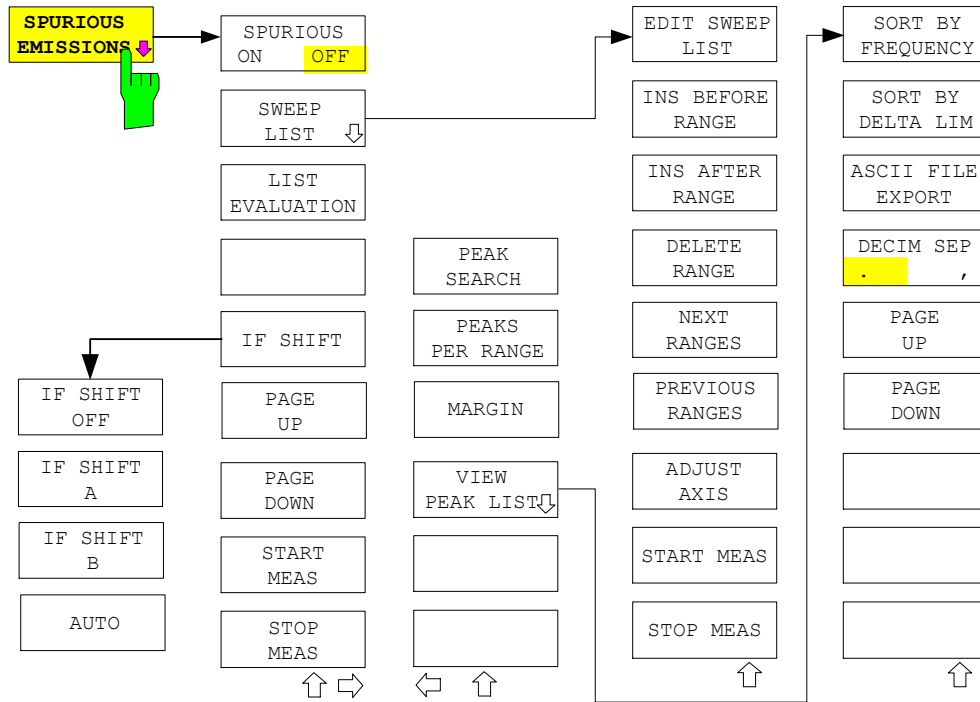 SPURIOUS
EMISSIONS
SPURIOUS
ON OFF
SWEEP
LIST
LIST
EVALUATION
IF SHIFT
PAGE
UP
PAGE
DOWN
START
MEAS
STOP
MEAS
IF SHIFT
OFF
IF SHIFT
A
IF SHIFT
B
AUTO
PEAK
SEARCH
PEAKS
PER RANGE
MARGIN
VIEW
PEAK LIST
EDIT SWEEP
LIST
INS BEFORE
RANGE
INS AFTER
RANGE
DELETE
RANGE
NEXT
RANGES
PREVIOUS
RANGES
ADJUST
AXIS
START MEAS
STOP MEAS
SORT BY
FREQUENCY
SORT BY
DELTA LIM
ASCII FILE
EXPORT
DECIM SEP
. ,
PAGE
UP
PAGE
DOWN